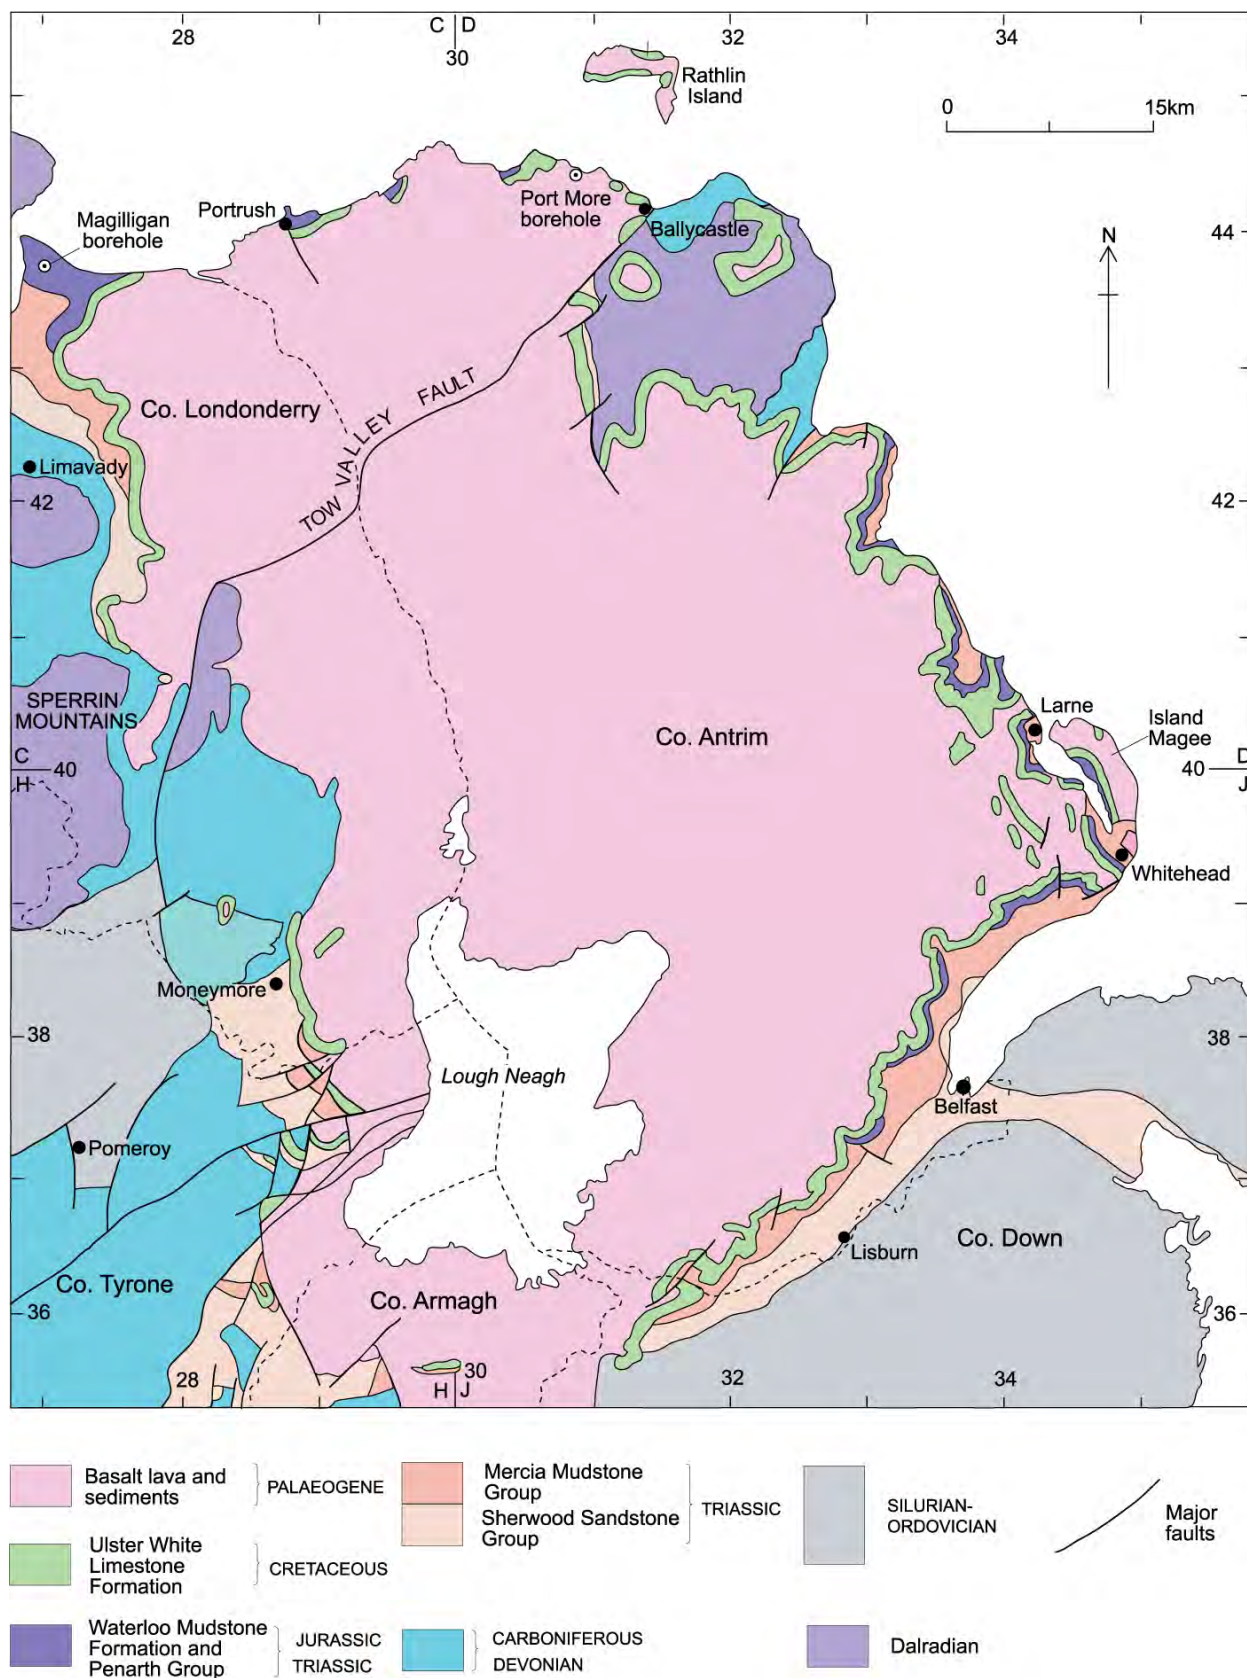 28
C D
30
32
34
Rathlin
Island
0
15km
Portrush
Port More
borehole
Magilligan
borehole
Ballycastle
44
44
N
Co. Londonderry
TOW VALLEY FAULT
Limavady
42
42
SPERRIN
MOUNTAINS
C
40
H
Co. Antrim
Larne
Island
Magee
D
40
J
Whitehead
Moneymore
38
38
Lough Neagh
Belfast
Pomeroy
Lisburn
Co. Down
Co. Tyrone
Co. Armagh
36
36
28
30
H J
32
34
Basalt lava and
sediments
PALAEOGENE
Ulster White
Limestone
Formation
CRETACEOUS
Waterloo Mudstone
Formation and
Penarth Group
JURASSIC
TRIASSIC
Mercia Mudstone
Group
Sherwood Sandstone
Group
TRIASSIC
CARBONIFEROUS
DEVONIAN
SILURIAN-
ORDOVICIAN
Dalradian
Major
faults